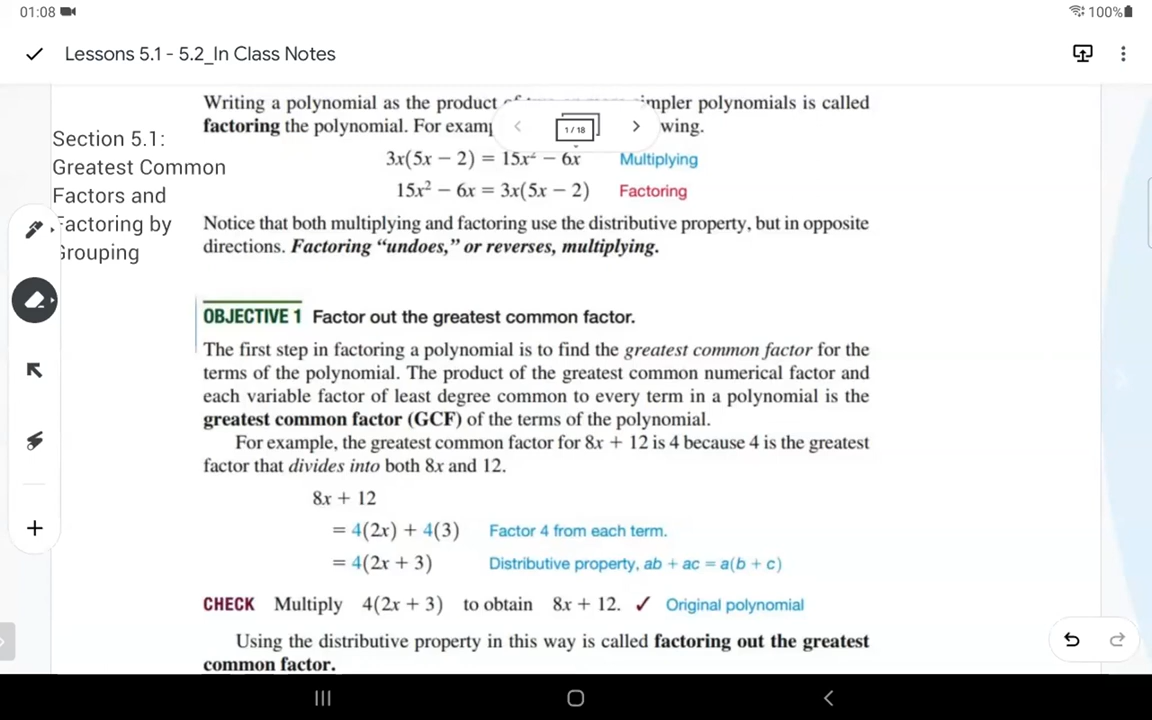 01:08
100%
Lessons 5.1 - 5.2_In Class Notes
Writing a polynomial as the product simpler polynomials is called
factoring the polynomial. For wing.
1 / 18
Section 5.1:
Greatest Common
Factors and
Factoring by
Grouping
3x(5x − 2) = 15x² − 6x Multiplying
15x² − 6x = 3x(5x − 2) Factoring
Notice that both multiplying and factoring use the distributive property, but in opposite
directions. Factoring “undoes,” or reverses, multiplying.
OBJECTIVE 1 Factor out the greatest common factor.
The first step in factoring a polynomial is to find the greatest common factor for the
terms of the polynomial. The product of the greatest common numerical factor and
each variable factor of least degree common to every term in a polynomial is the
greatest common factor (GCF) of the terms of the polynomial.
For example, the greatest common factor for 8x + 12 is 4 because 4 is the greatest
factor that divides into both 8x and 12.
8x + 12
= 4(2x) + 4(3) Factor 4 from each term.
= 4(2x + 3) Distributive property, ab + ac = a(b + c)
CHECK Multiply 4(2x + 3) to obtain 8x + 12. ✓ Original polynomial
Using the distributive property in this way is called factoring out the greatest
common factor.